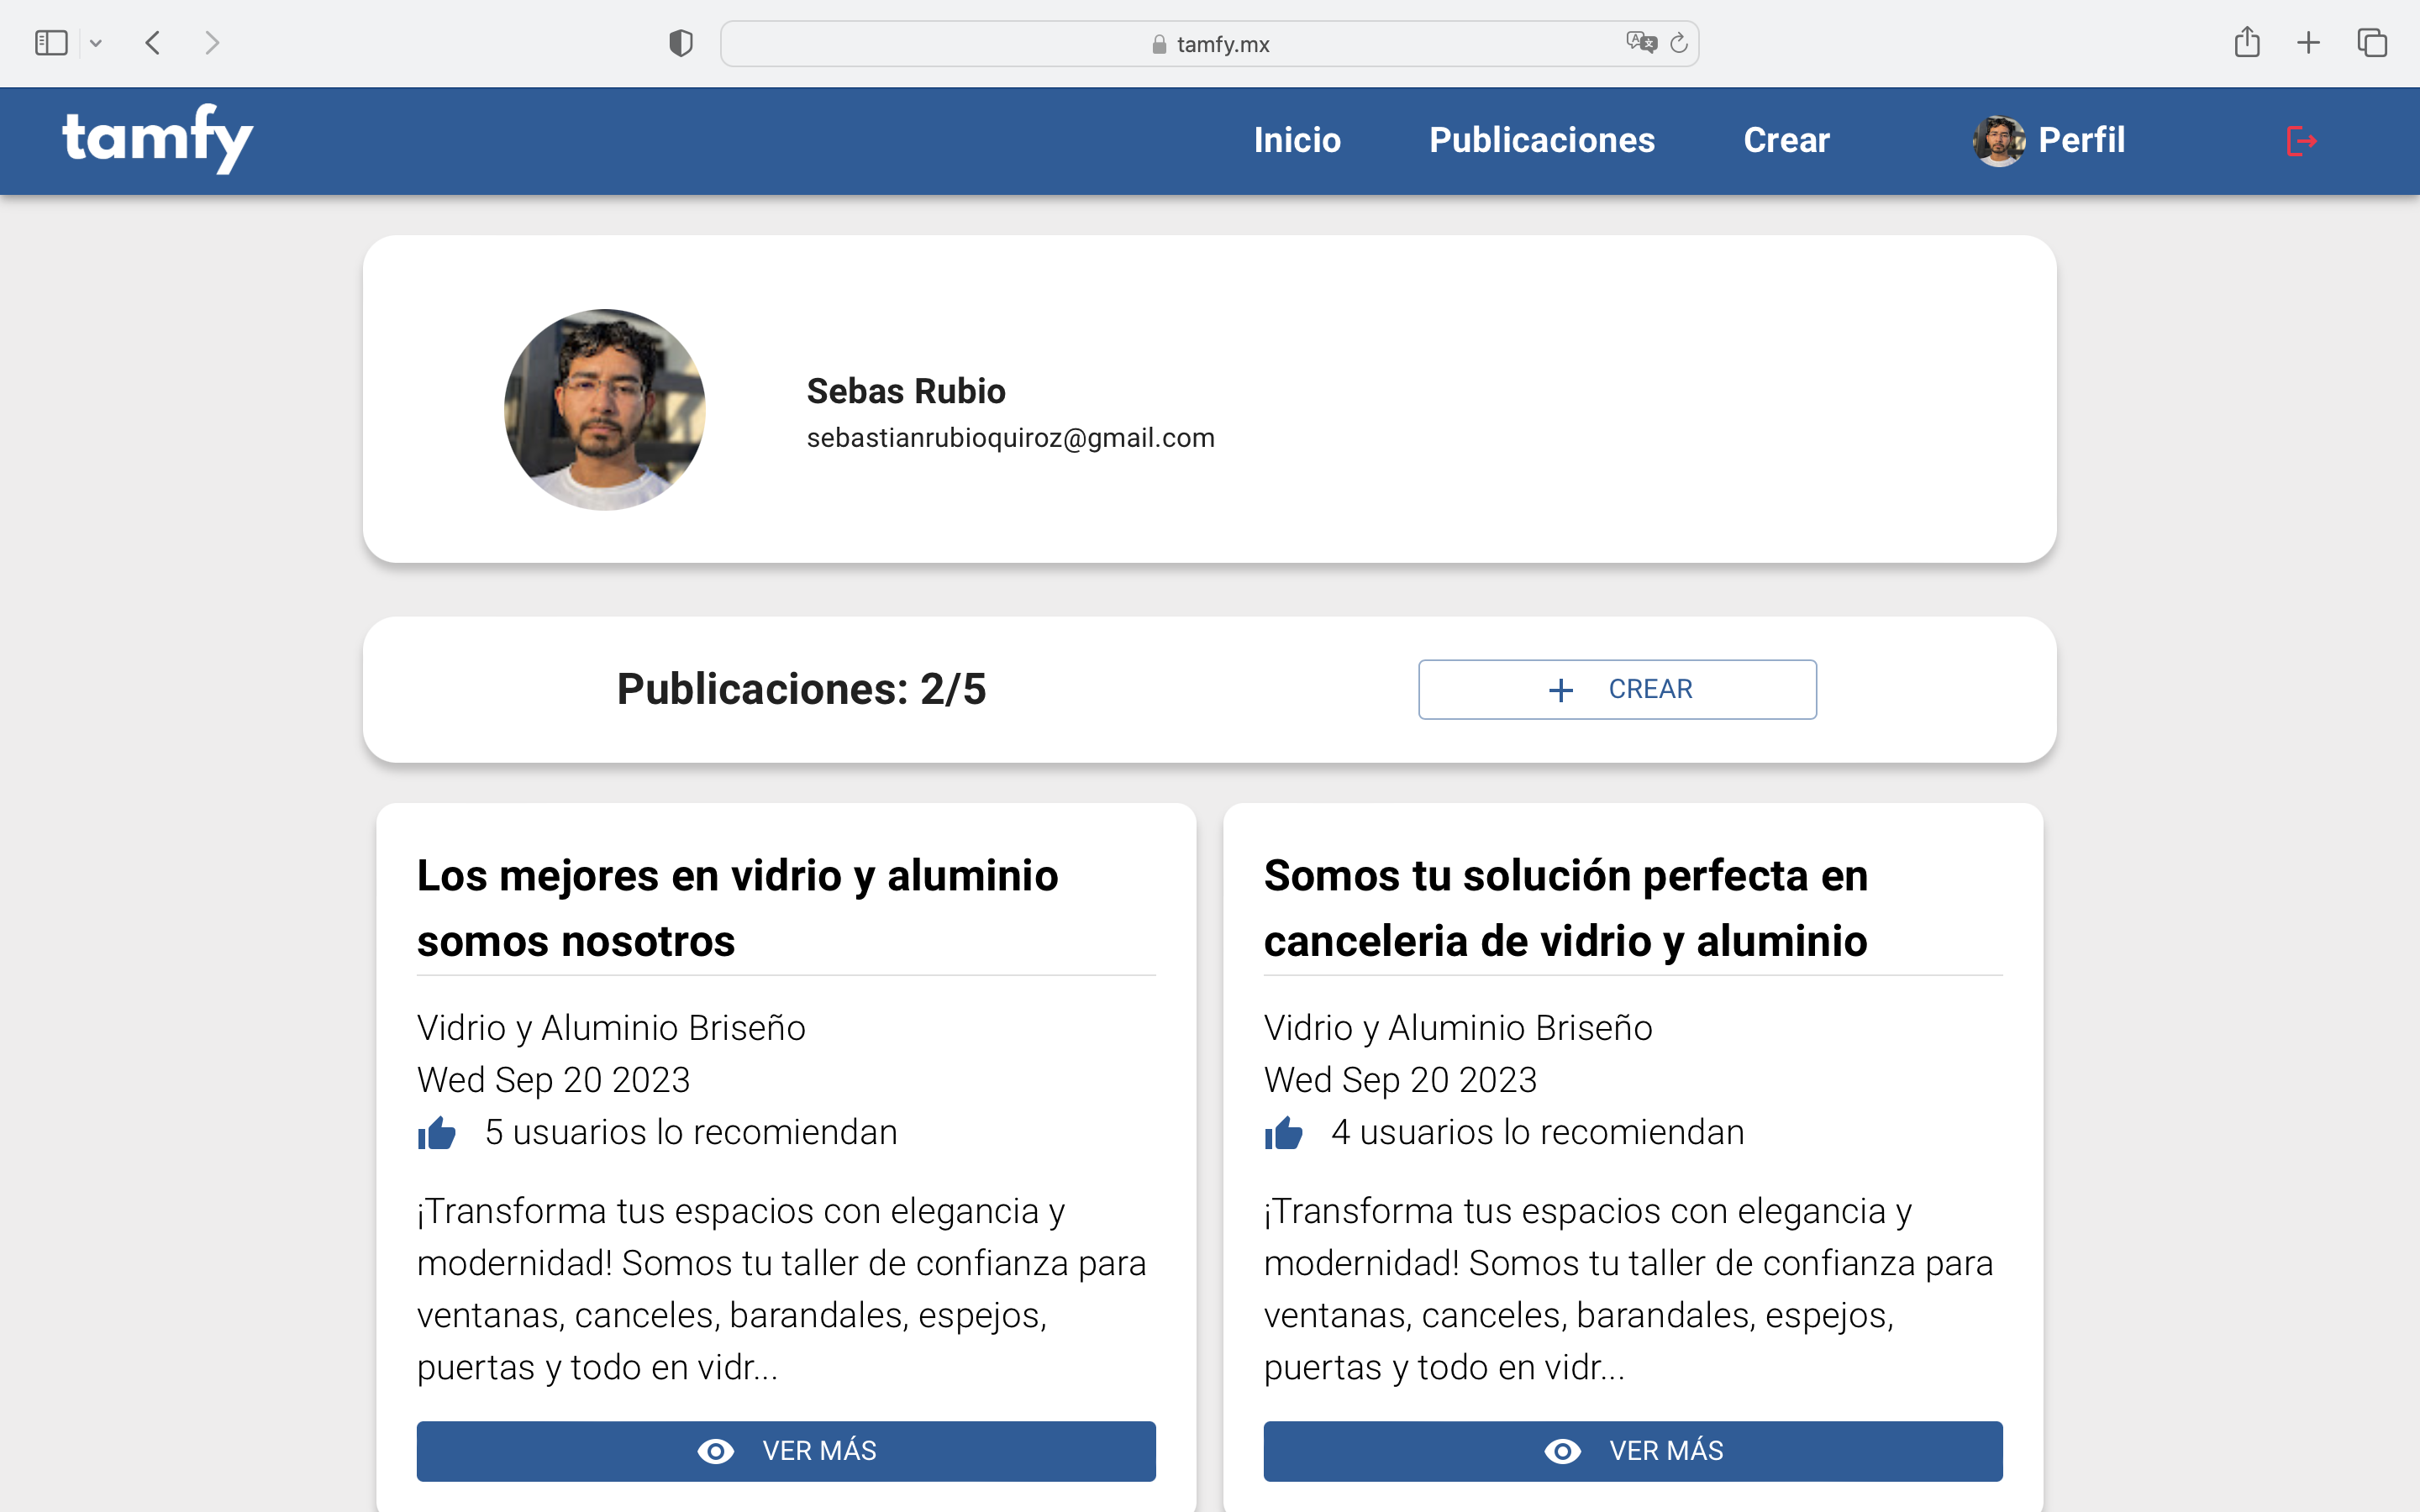 tamfy.mx
tamfy
Inicio
Publicaciones
Crear
Perfil
Sebas Rubio
sebastianrubioquiroz@gmail.com
Publicaciones: 2/5
CREAR
Los mejores en vidrio y aluminio
somos nosotros
Vidrio y Aluminio Briseño
Wed Sep 20 2023
5 usuarios lo recomiendan
¡Transforma tus espacios con elegancia y
modernidad! Somos tu taller de confianza para
ventanas, canceles, barandales, espejos,
puertas y todo en vidr...
VER MÁS
Somos tu solución perfecta en
canceleria de vidrio y aluminio
Vidrio y Aluminio Briseño
Wed Sep 20 2023
4 usuarios lo recomiendan
¡Transforma tus espacios con elegancia y
modernidad! Somos tu taller de confianza para
ventanas, canceles, barandales, espejos,
puertas y todo en vidr...
VER MÁS